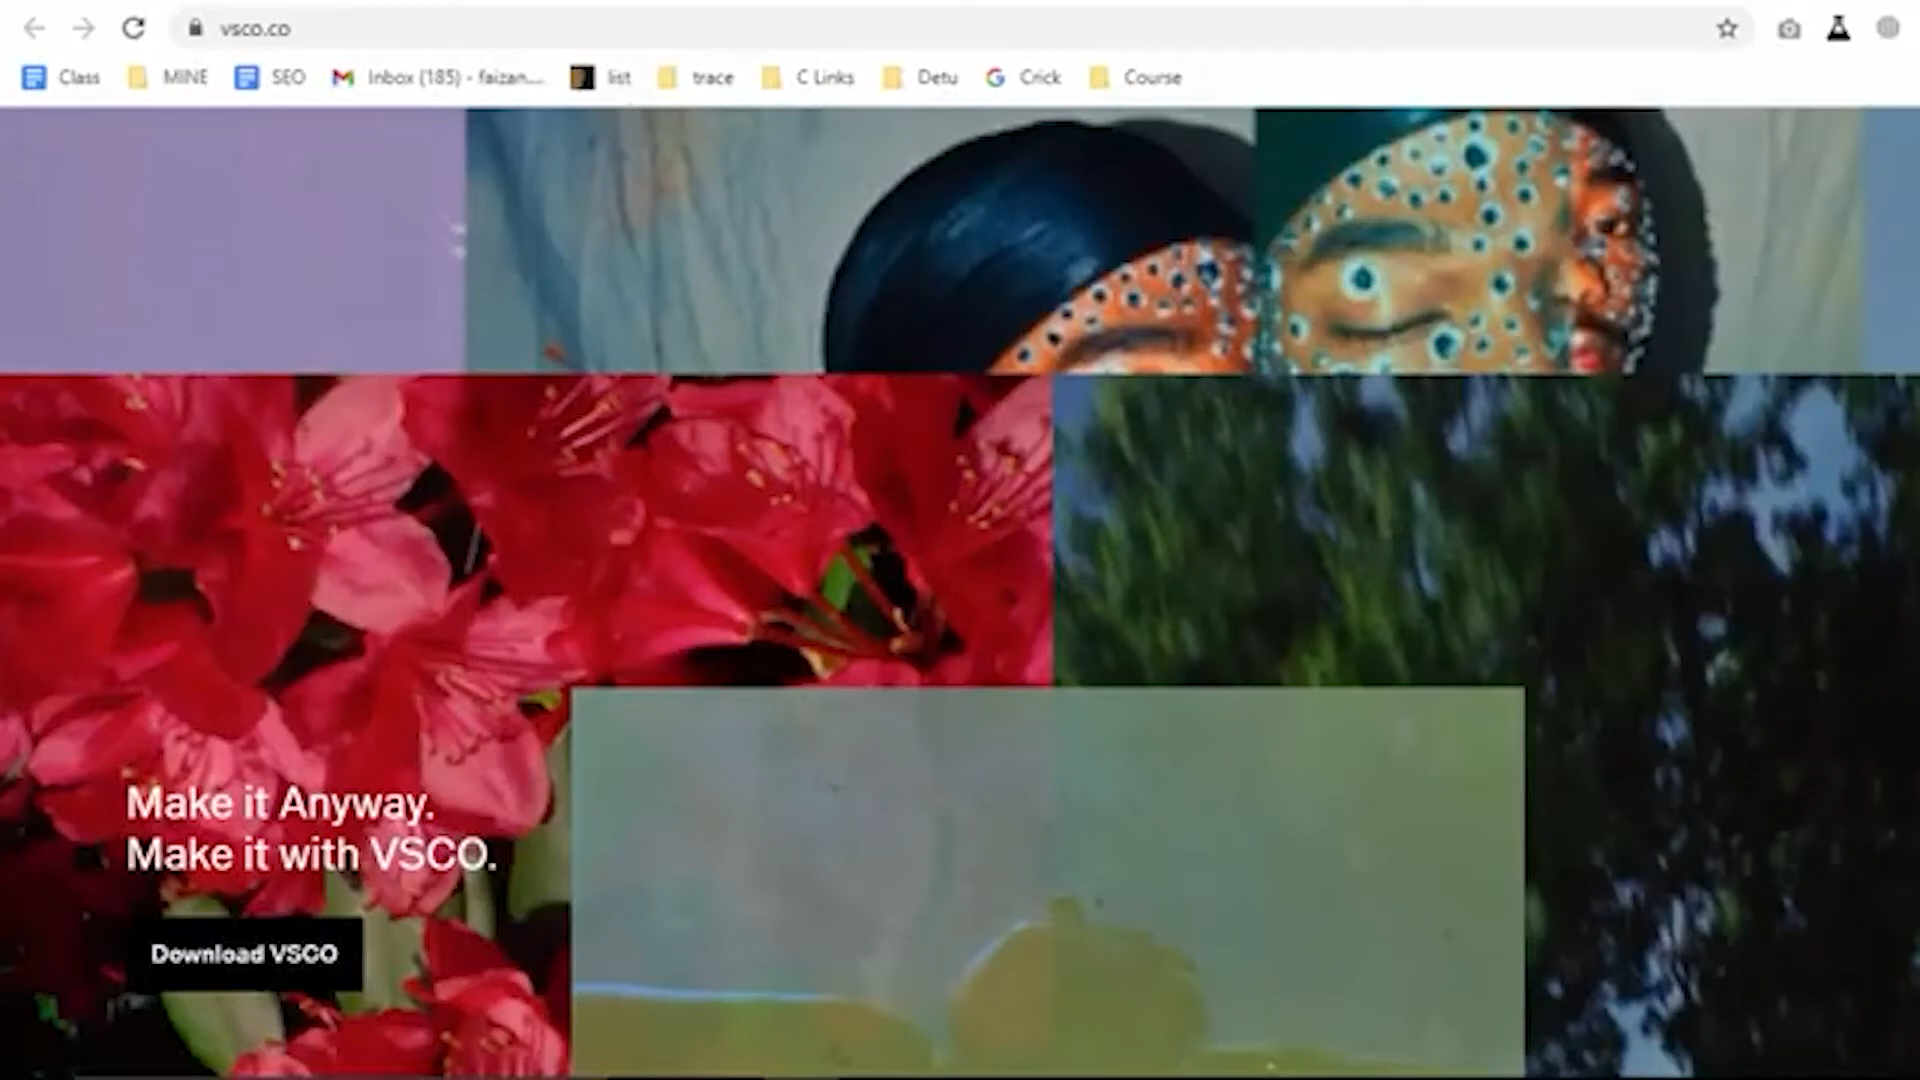 vsco.co
Class MINE SEO Inbox (185) - faizan.... list trace C Links Detu Crick Course
Make it Anyway.
Make it with VSCO.
Download VSCO